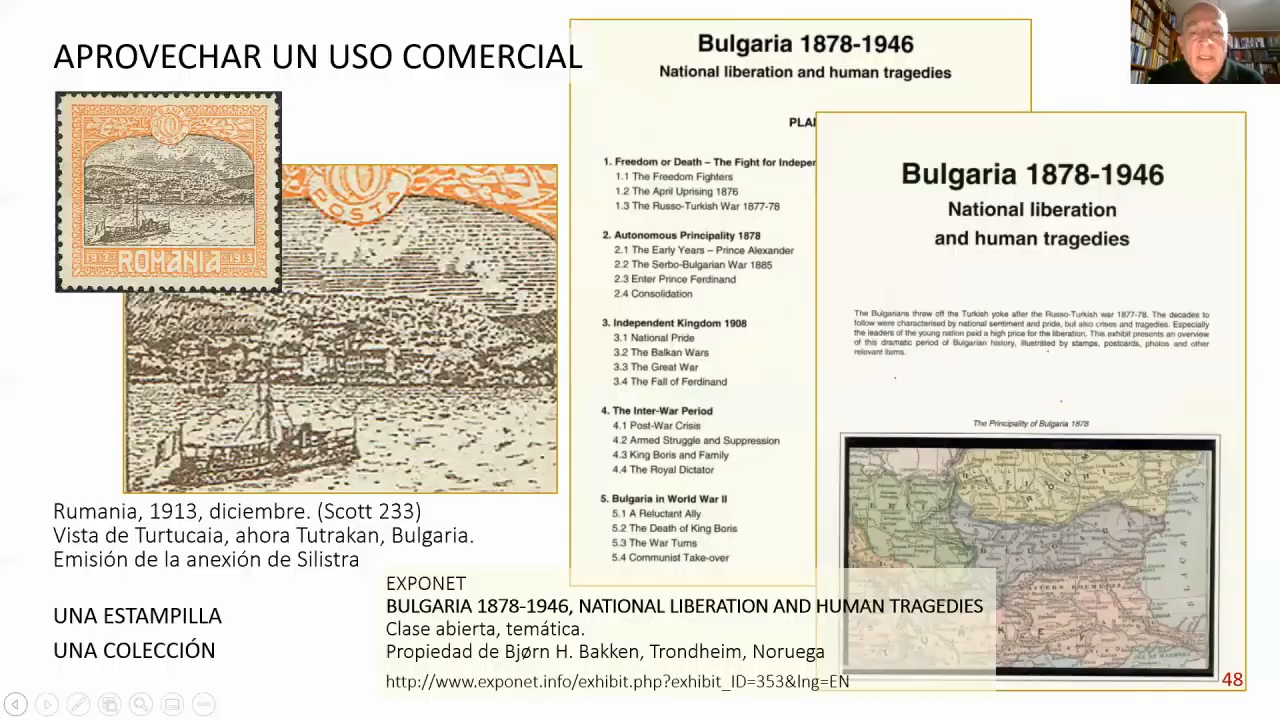 APROVECHAR UN USO COMERCIAL
POSTA
1913
1913
ROMANIA
POSTA
Rumania, 1913, diciembre. (Scott 233)
Vista de Turtucaia, ahora Tutrakan, Bulgaria.
Emisión de la anexión de Silistra
UNA ESTAMPILLA
UNA COLECCIÓN
Bulgaria 1878-1946
National liberation and human tragedies
PLA
1. Freedom or Death – The Fight for Indeper
1.1 The Freedom Fighters
1.2 The April Uprising 1876
1.3 The Russo-Turkish War 1877-78
2. Autonomous Principality 1878
2.1 The Early Years – Prince Alexander
2.2 The Serbo-Bulgarian War 1885
2.3 Enter Prince Ferdinand
2.4 Consolidation
3. Independent Kingdom 1908
3.1 National Pride
3.2 The Balkan Wars
3.3 The Great War
3.4 The Fall of Ferdinand
4. The Inter-War Period
4.1 Post-War Crisis
4.2 Armed Struggle and Suppression
4.3 King Boris and Family
4.4 The Royal Dictator
5. Bulgaria in World War II
5.1 A Reluctant Ally
5.2 The Death of King Boris
5.3 The War Turns
5.4 Communist Take-over
Bulgaria 1878-1946
National liberation
and human tragedies
The Bulgarians threw off the Turkish yoke after the Russo-Turkish war 1877-78. The decades to
follow were characterised by national sentiment and pride, but also crises and tragedies. Especially
the leaders of the young nation paid a high price for the liberation. This exhibit presents an overview
of this dramatic period of Bulgarian history, illustrated by stamps, postcards, photos and other
relevant items.
The Principality of Bulgaria 1878
EXPONET
BULGARIA 1878-1946, NATIONAL LIBERATION AND HUMAN TRAGEDIES
Clase abierta, temática.
Propiedad de Bjørn H. Bakken, Trondheim, Noruega
http://www.exponet.info/exhibit.php?exhibit_ID=353&lng=EN
48